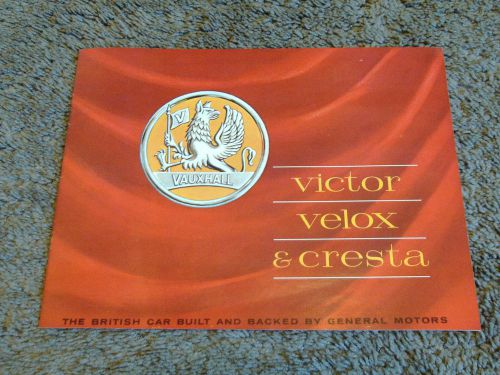 V
VAUXHALL
victor
velox
& cresta
THE BRITISH CAR BUILT AND BACKED BY GENERAL MOTORS